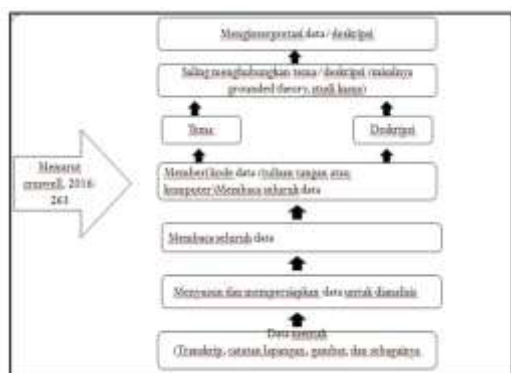 Menginterpretasi data / deskripsi
Saling menghubungkan tema / deskripsi (misalnya
grounded theory, studi kasus)
Tema
Deskripsi
Menurut
creswell, 2016:
263
Memberi kode data (tulisan tangan atau
komputer) Membaca seluruh data
Membaca seluruh data
Menyusun dan mempersiapkan data untuk dianalisis
Data mentah
(Transkrip, catatan lapangan, gambar, dan sebagainya